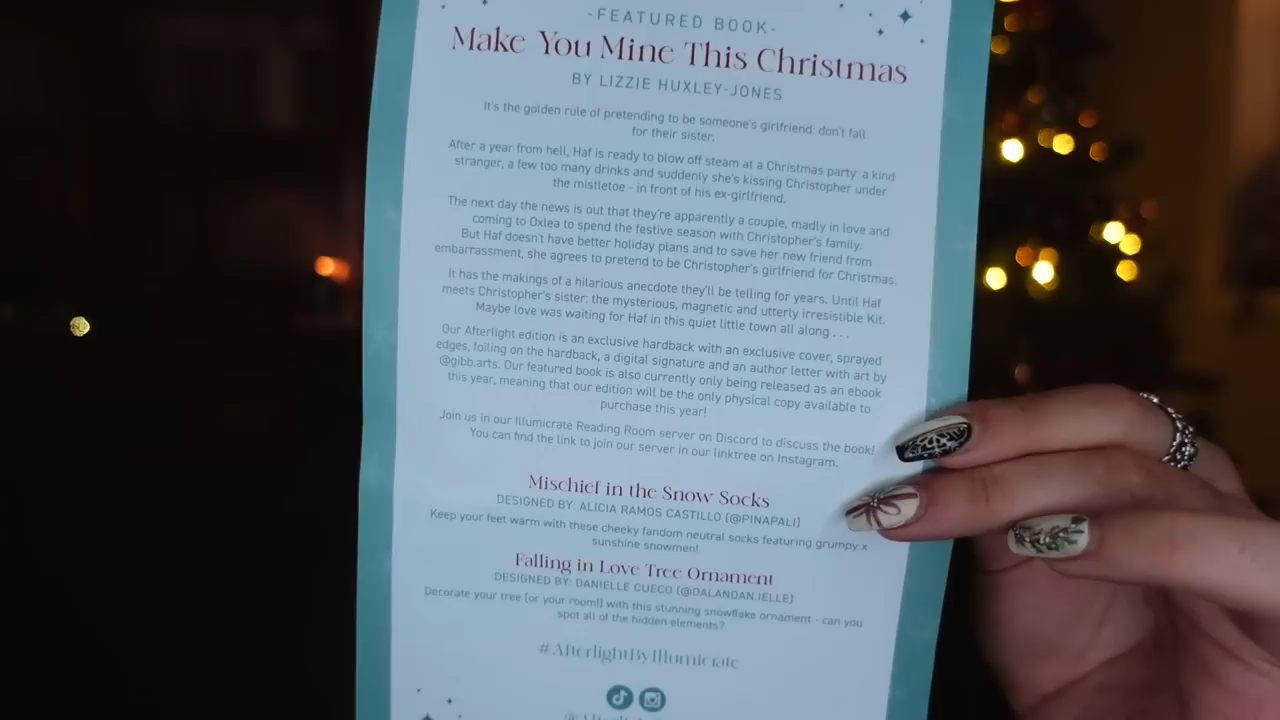 -FEATURED BOOK-
Make You Mine This Christmas
BY LIZZIE HUXLEY-JONES
It's the golden rule of pretending to be someone's girlfriend: don't fall
for their sister.
After a year from hell, Haf is ready to blow off steam at a Christmas party: a kind
stranger, a few too many drinks and suddenly she's kissing Christopher under
the mistletoe - in front of his ex-girlfriend.
The next day the news is out that they're apparently a couple, madly in love and
coming to Oxlea to spend the festive season with Christopher's family.
But Haf doesn't have better holiday plans and to save her new friend from
embarrassment, she agrees to pretend to be Christopher's girlfriend for Christmas.
It has the makings of a hilarious anecdote they'll be telling for years. Until Haf
meets Christopher's sister: the mysterious, magnetic and utterly irresistible Kit.
Maybe love was waiting for Haf in this quiet little town all along . . .
Our Afterlight edition is an exclusive hardback with an exclusive cover, sprayed
edges, foiling on the hardback, a digital signature and an author letter with art by
@gibb.arts. Our featured book is also currently only being released as an ebook
this year, meaning that our edition will be the only physical copy available to
purchase this year!
Join us in our Illumicrate Reading Room server on Discord to discuss the book!
You can find the link to join our server in our linktree on Instagram.
Mischief in the Snow Socks
DESIGNED BY: ALICIA RAMOS CASTILLO (@PINAPALI)
Keep your feet warm with these cheeky fandom neutral socks featuring grumpy x
sunshine snowmen!
Falling in Love Tree Ornament
DESIGNED BY: DANIELLE CUECO (@DALANDANJELLE)
Decorate your tree (or your room!) with this stunning snowflake ornament - can you
spot all of the hidden elements?
#AfterlightByIllumicrate